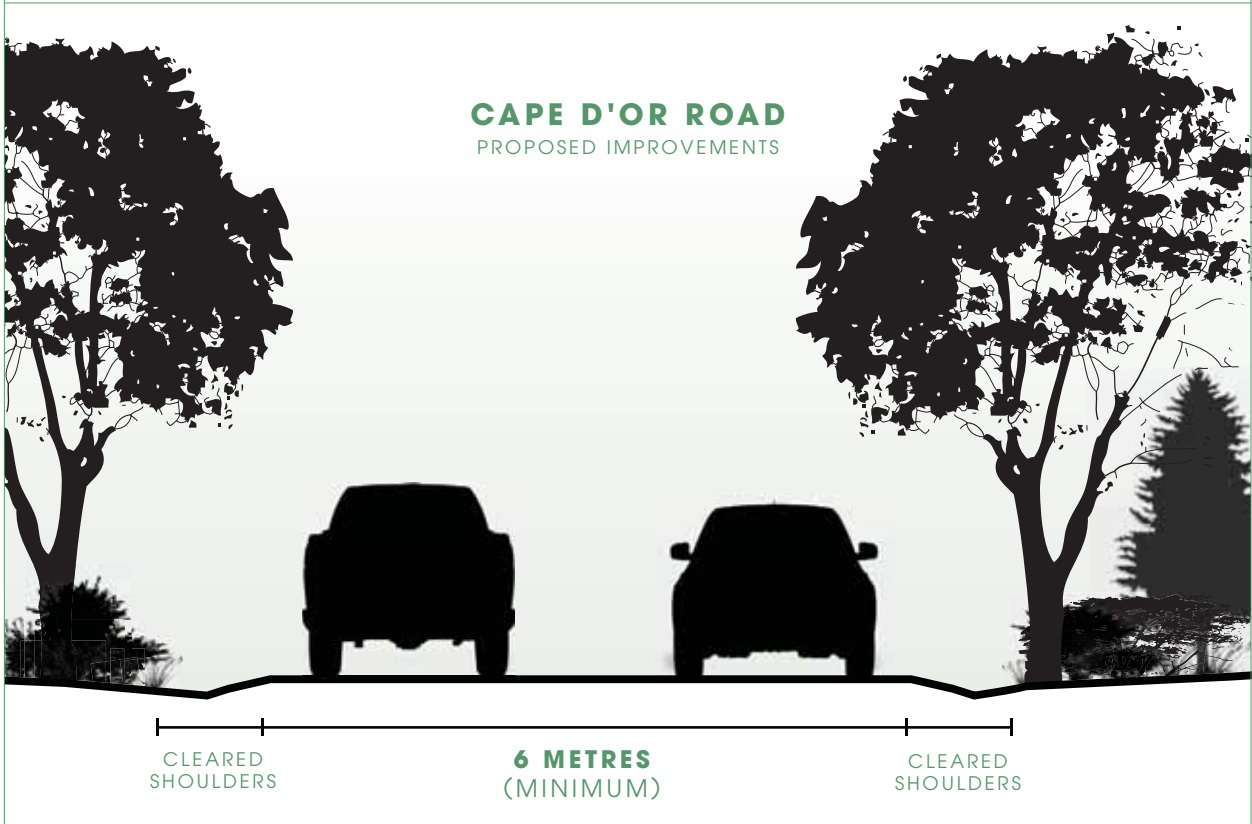 CAPE D'OR ROAD
PROPOSED IMPROVEMENTS
CLEARED
SHOULDERS
6 METRES
(MINIMUM)
CLEARED
SHOULDERS